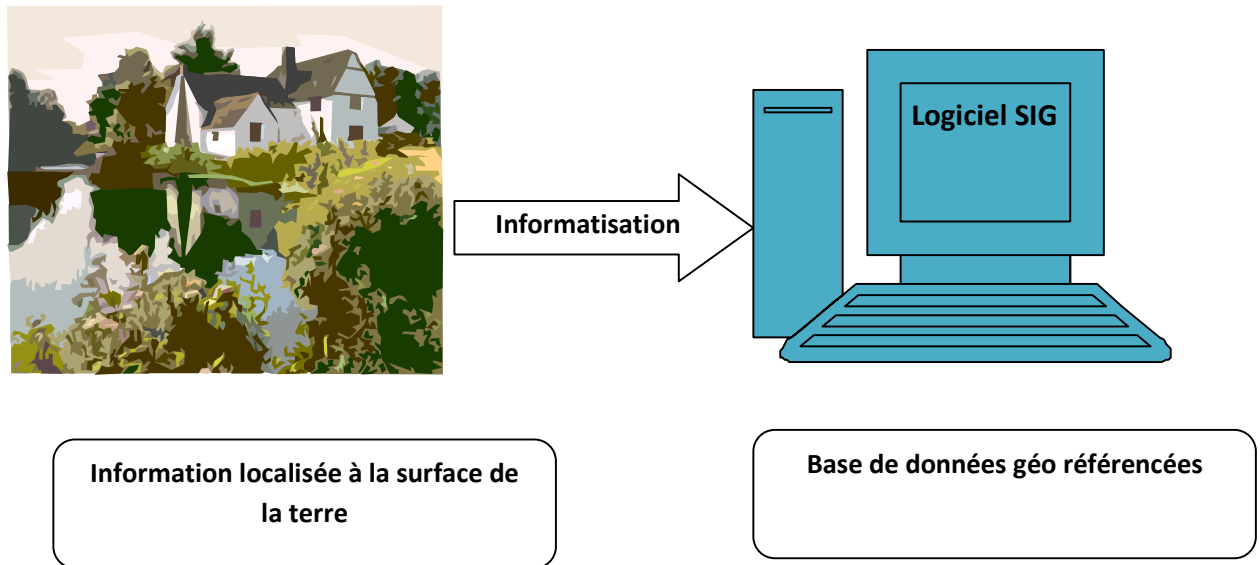 Logiciel SIG
Informatisation
Information localisée à la surface de
la terre
Base de données géo référencées